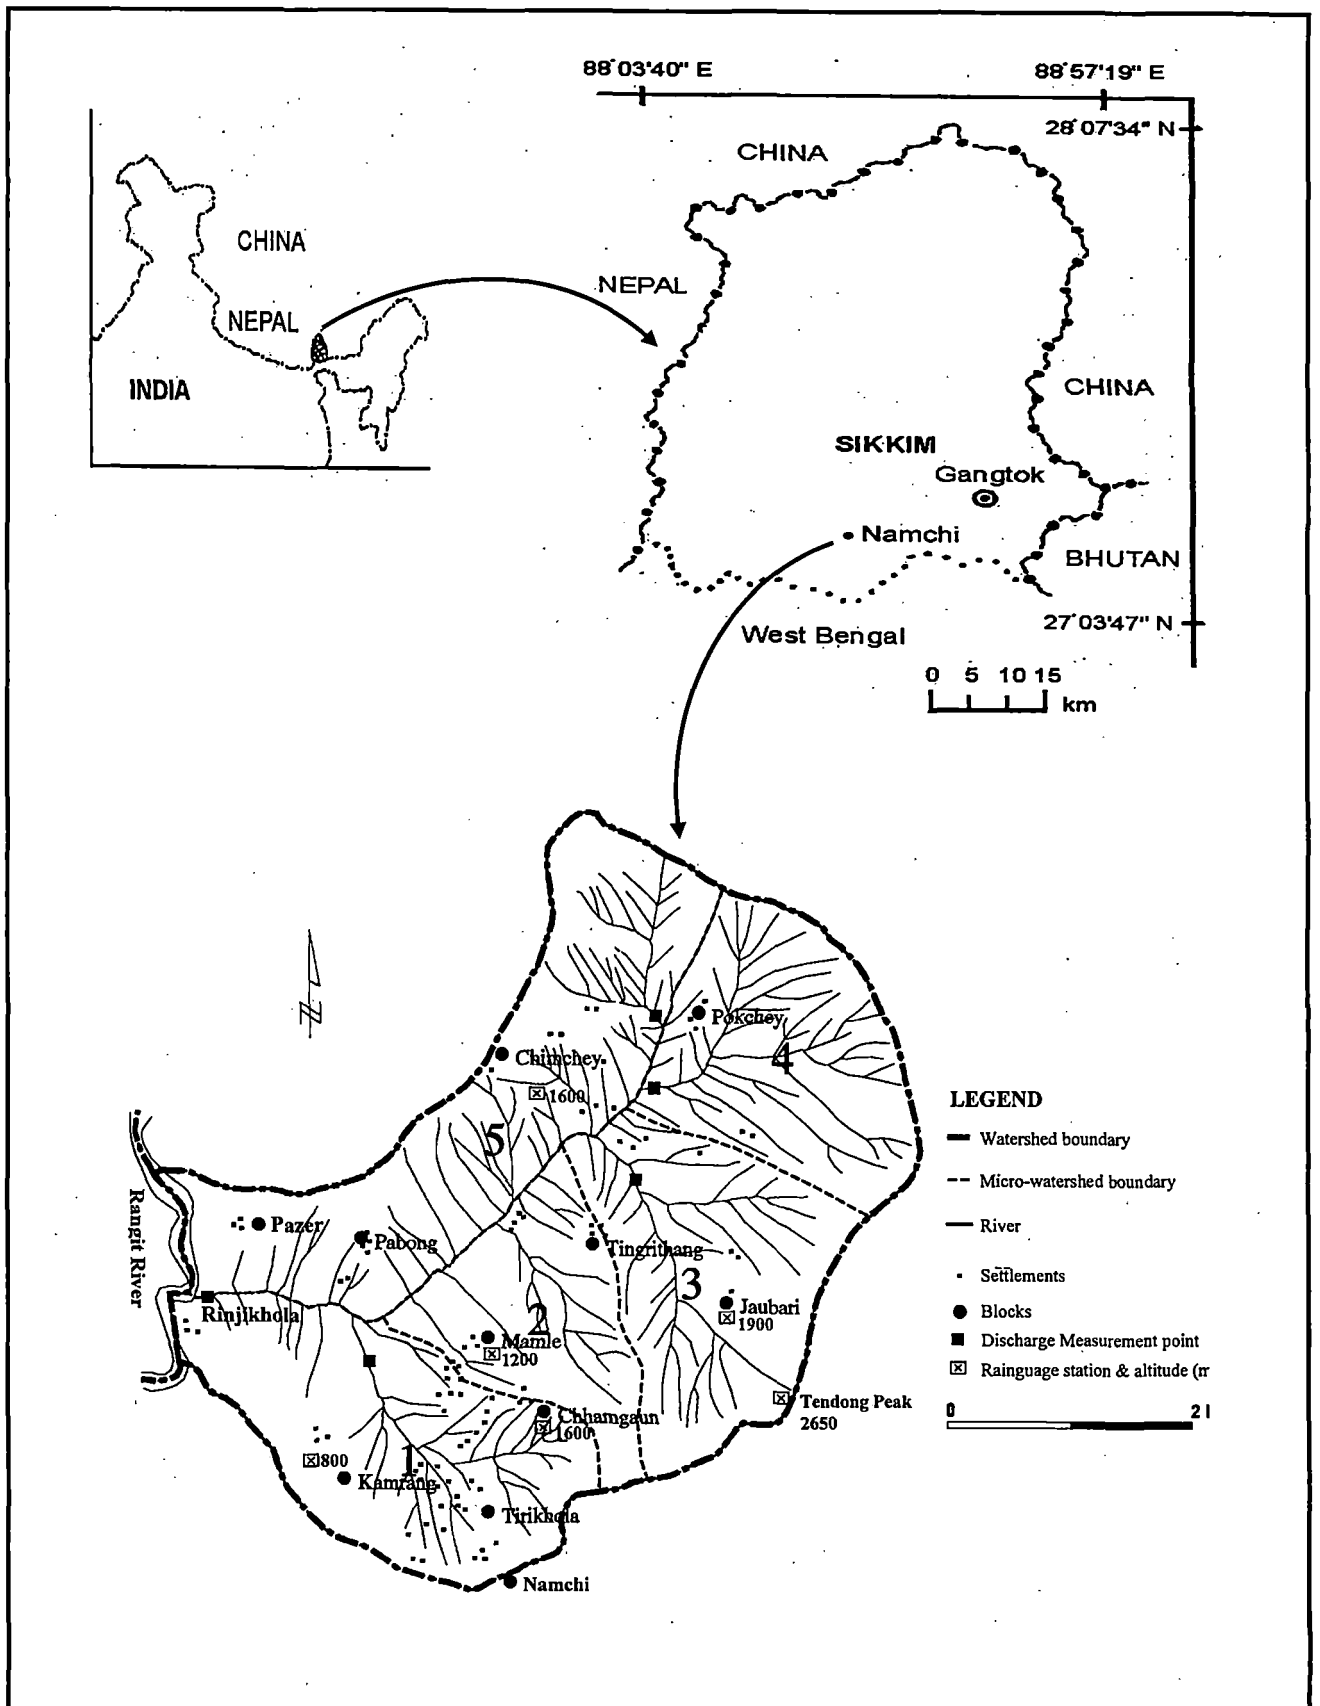 88°03'40" E
88°57'19" E
28°07'34" N
CHINA
CHINA
NEPAL
NEPAL
INDIA
CHINA
SIKKIM
Gangtok
Namchi
BHUTAN
27°03'47" N
West Bengal
0 5 10 15
km
N
Pokchey
4
Chimchey
1600
5
LEGEND
Watershed boundary
Micro-watershed boundary
River
Settlements
Blocks
Discharge Measurement point
Rainguage station & altitude (m
0 2
Rangit River
Pazer
Pabong
Tingrithang
3
Rinjikhola
Jaubari
1900
2
Mamle
1200
Tendong Peak
2650
Chhamgaun
1600
1
800
Kamrang
Tirikhola
Namchi